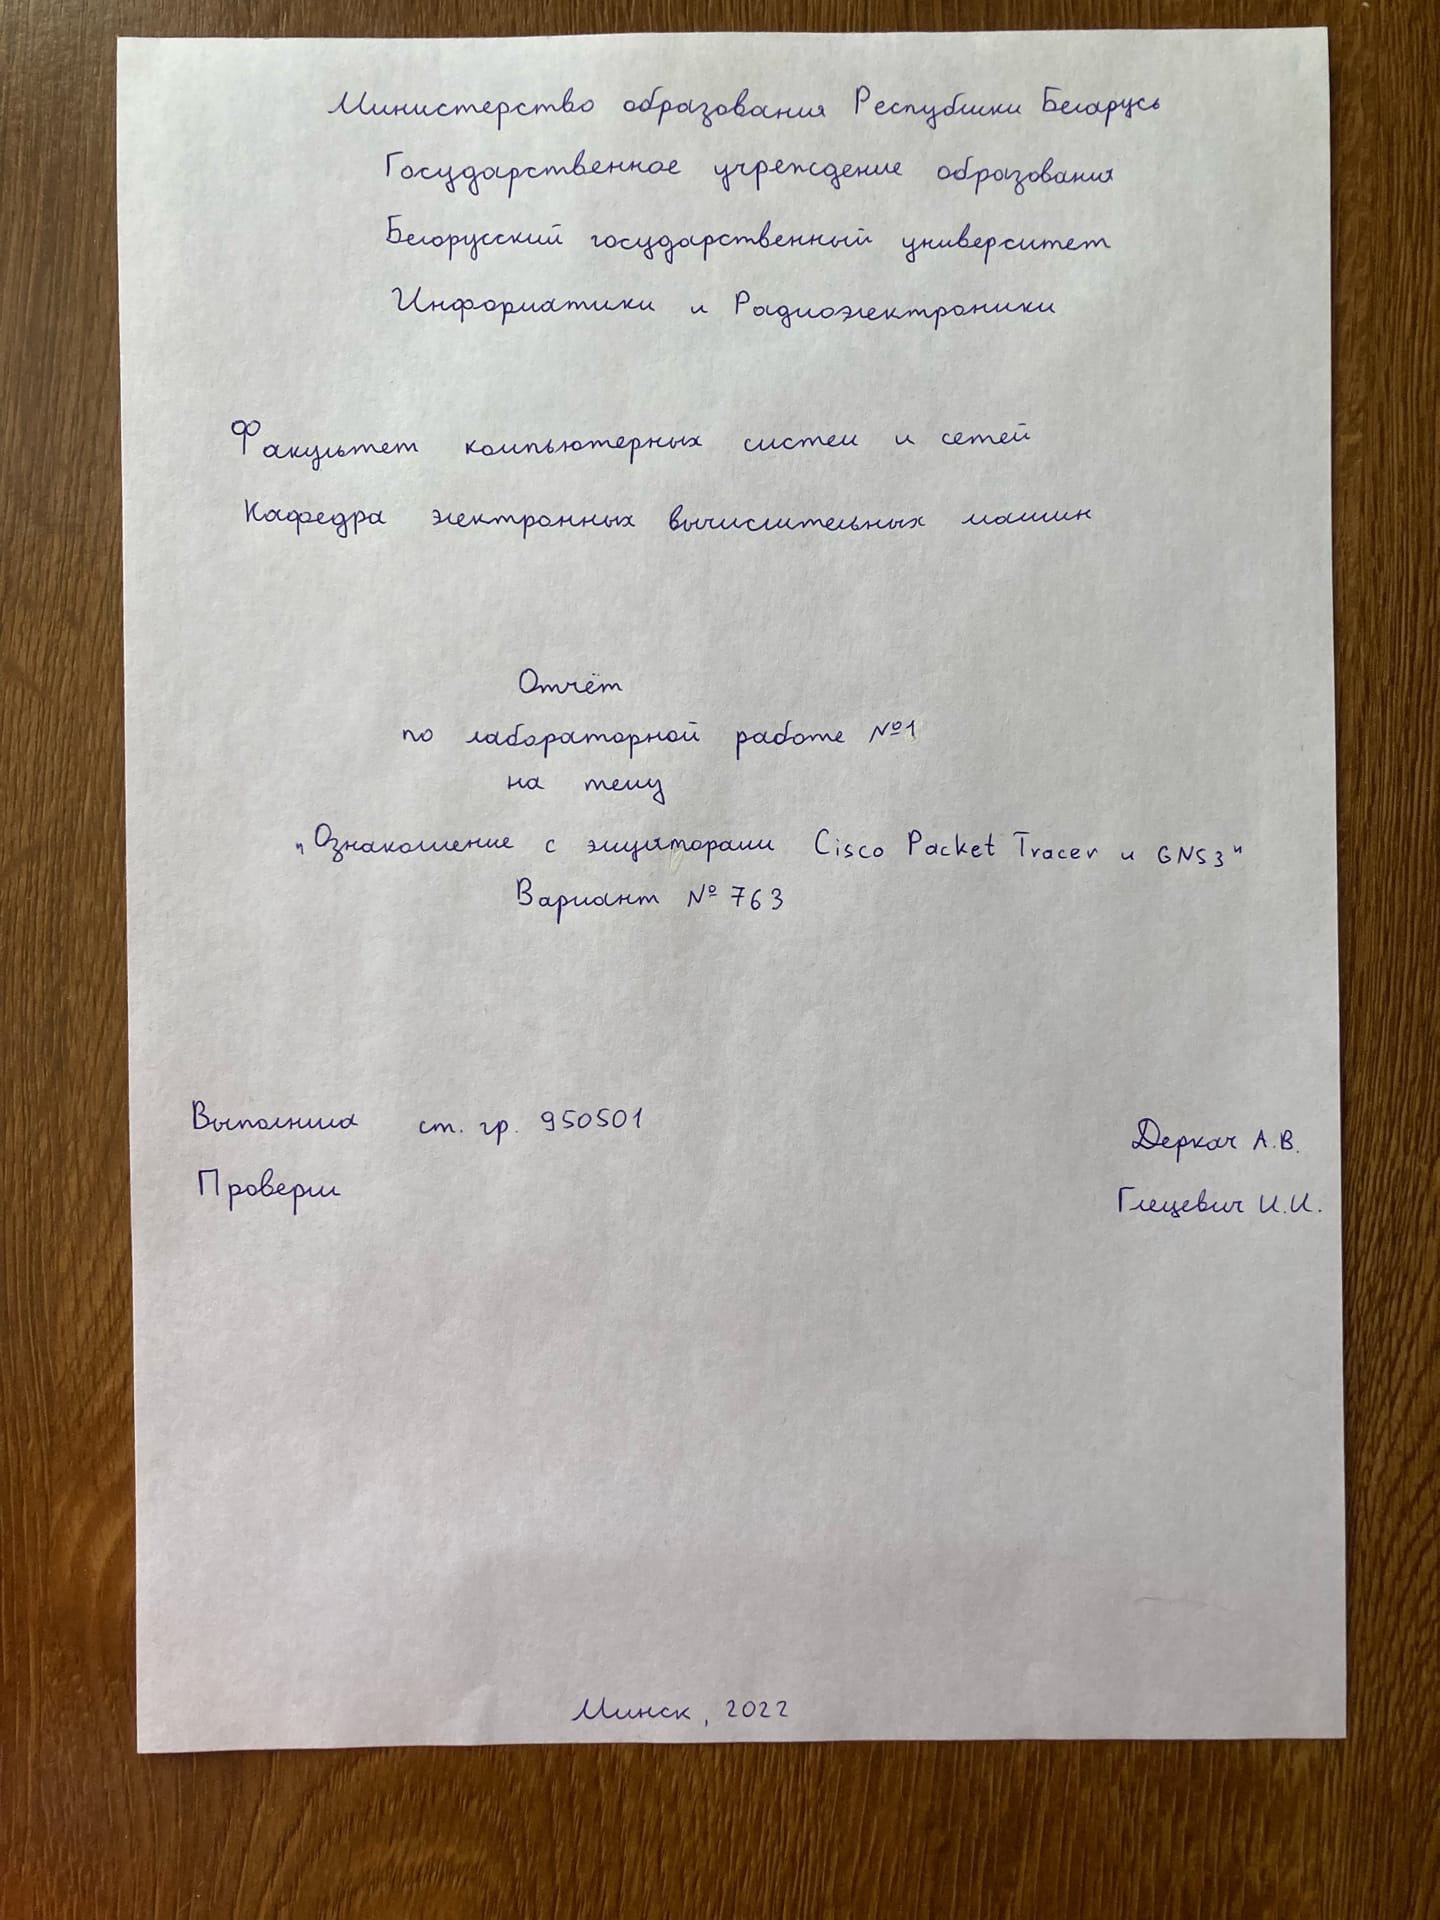 Министерство образования Республики Беларусь
Государственное учреждение образования
Белорусский государственный университет
Информатики и Радиоэлектроники
Факультет компьютерных систем и сетей
Кафедра электронных вычислительных машин
Отчёт
по лабораторной работе №1
на тему
„Ознакомление с эмуляторами Cisco Packet Tracer и GNS3"
Вариант №763
Выполнила ст. гр. 950501 Деркач А.В.
Проверил Глецевич И.И.
Минск, 2022